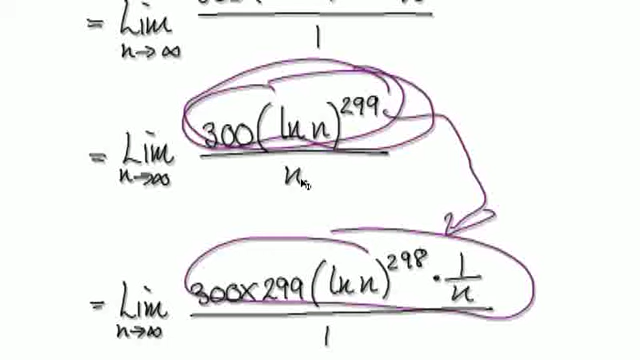 = Lim n→∞ / 1
= Lim n→∞ 300(ln n)^299 / n
= Lim n→∞ 300×299(ln n)^298 · 1/n / 1